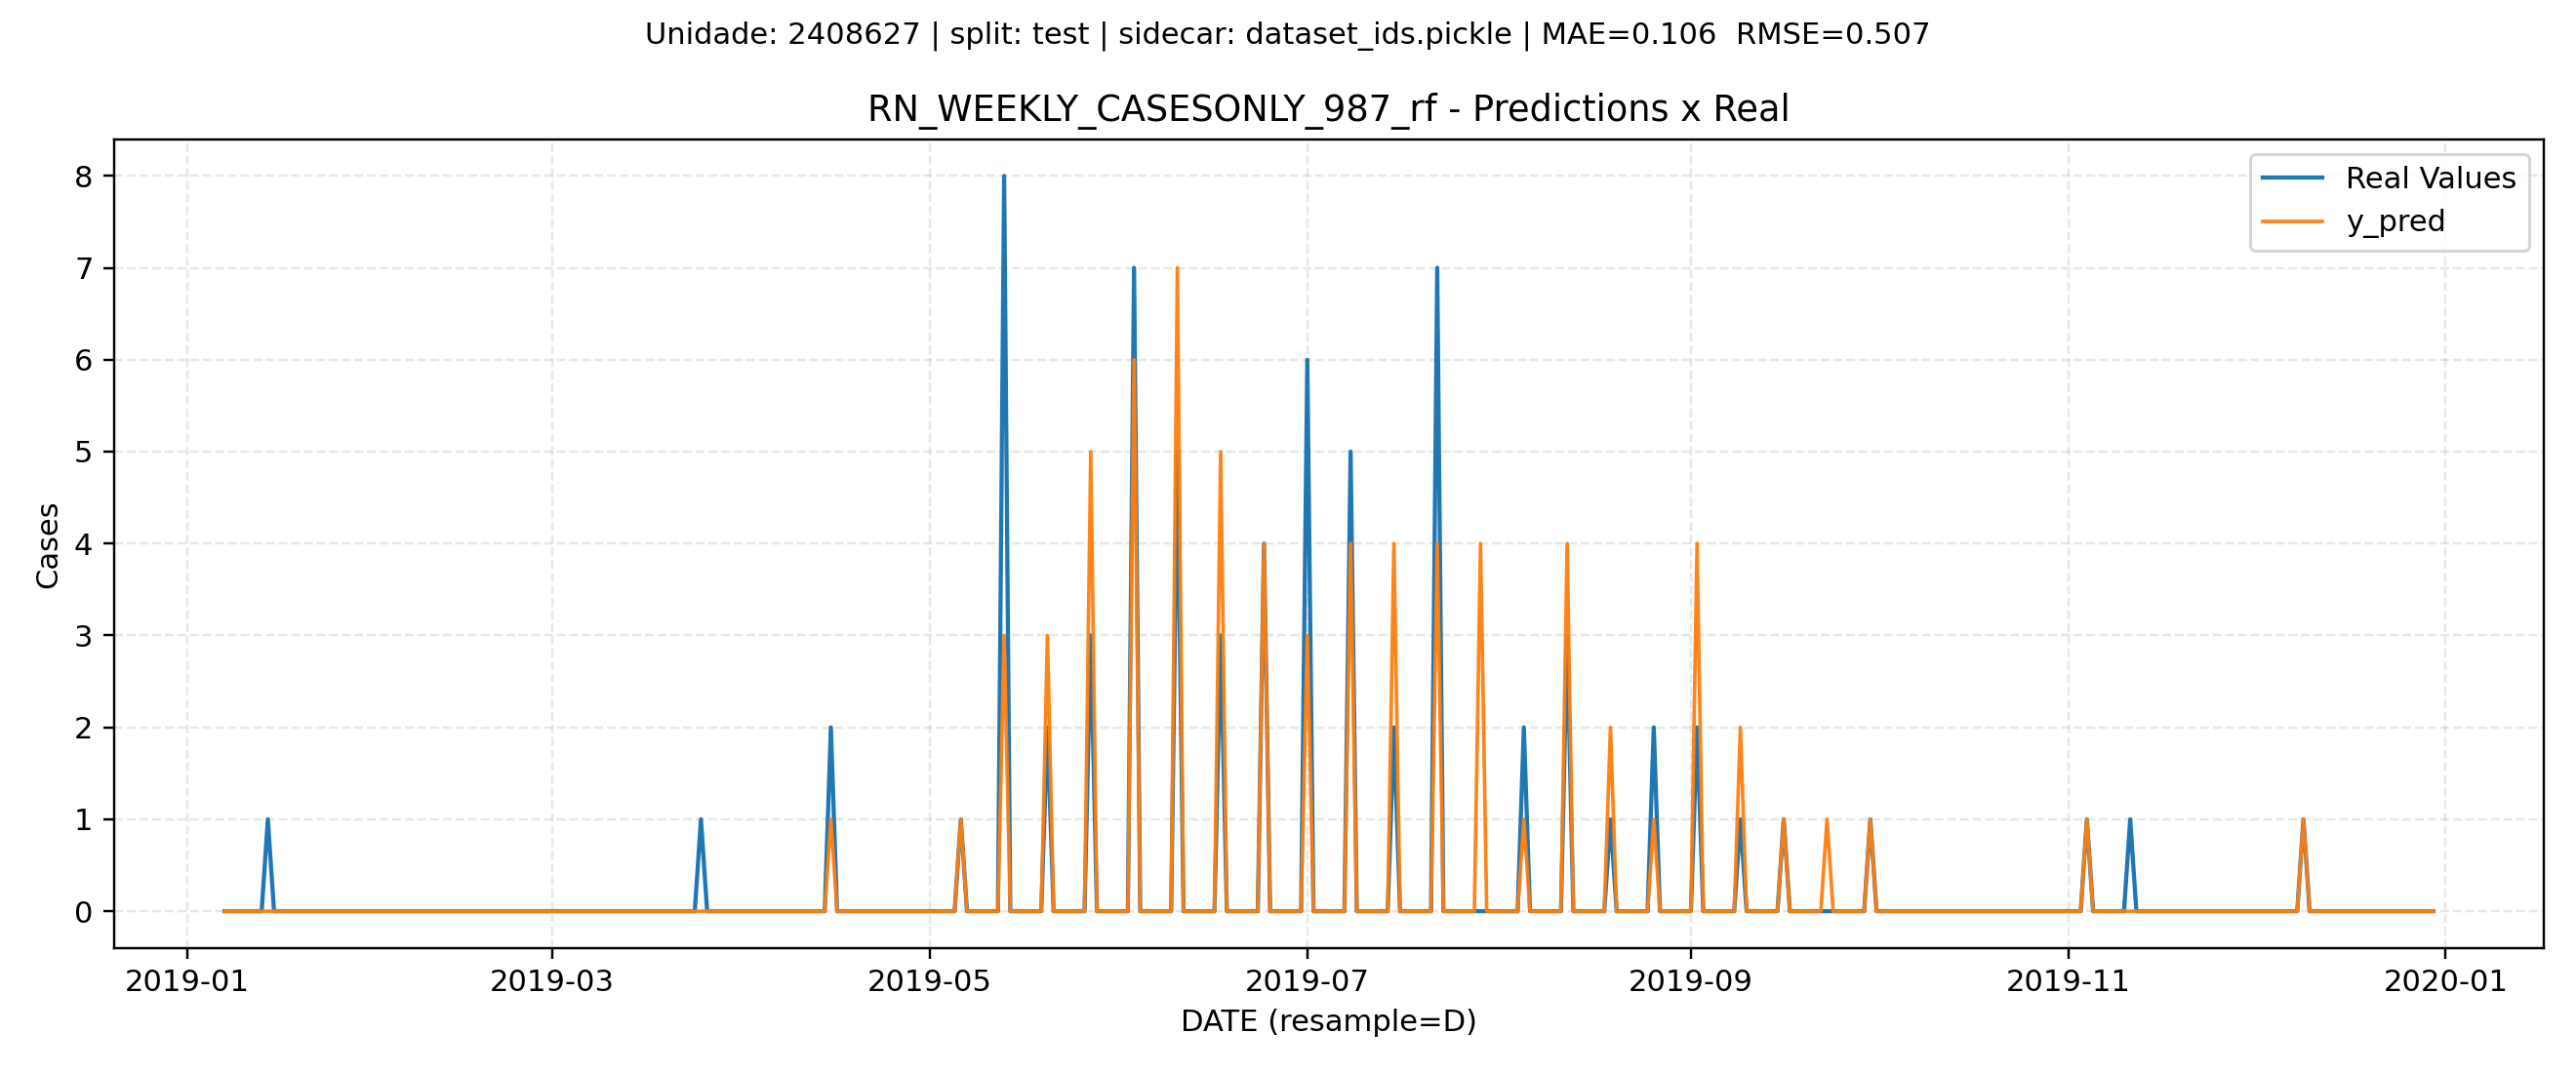 Unidade: 2408627 | split: test | sidecar: dataset_ids.pickle | MAE=0.106  RMSE=0.507
RN_WEEKLY_CASESONLY_987_rf - Predictions x Real
Real Values
y_pred
8
7
6
5
4
3
2
1
0
Cases
2019-01
2019-03
2019-05
2019-07
2019-09
2019-11
2020-01
DATE (resample=D)